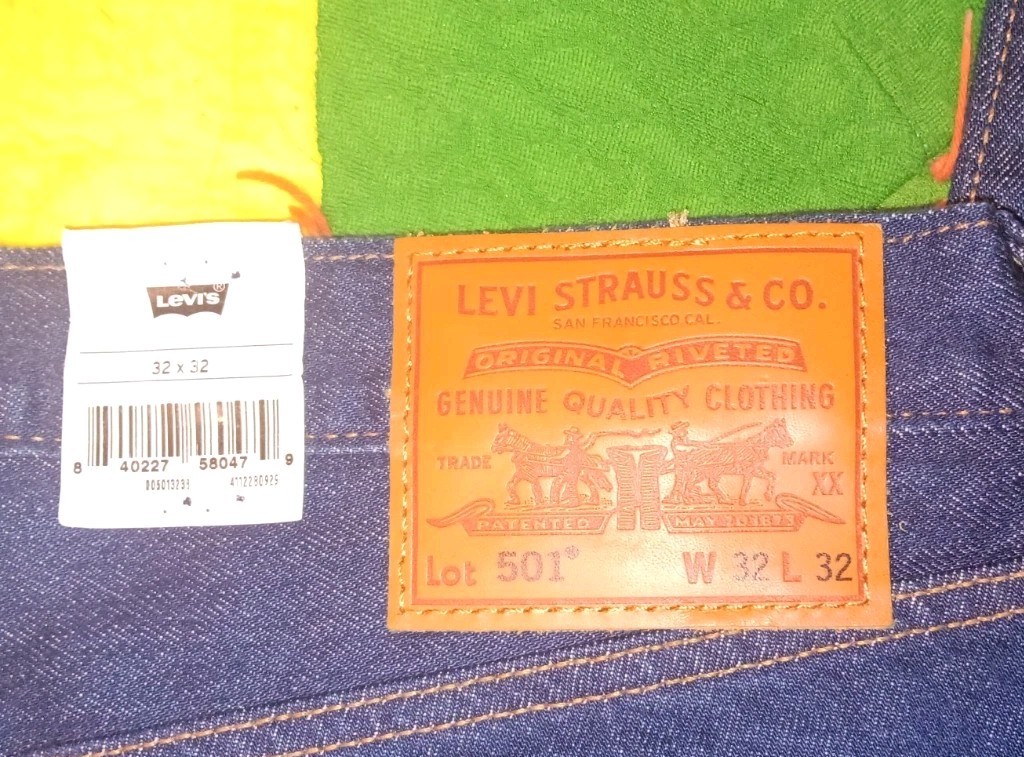 LEVI'S®
32 x 32
8 40227 58047 9
LEVI STRAUSS & CO.
SAN FRANCISCO CAL.
ORIGINAL RIVETED
GENUINE QUALITY CLOTHING
TRADE MARK
XX
PATENTED MAY 20 1873
Lot 501® W 32 L 32